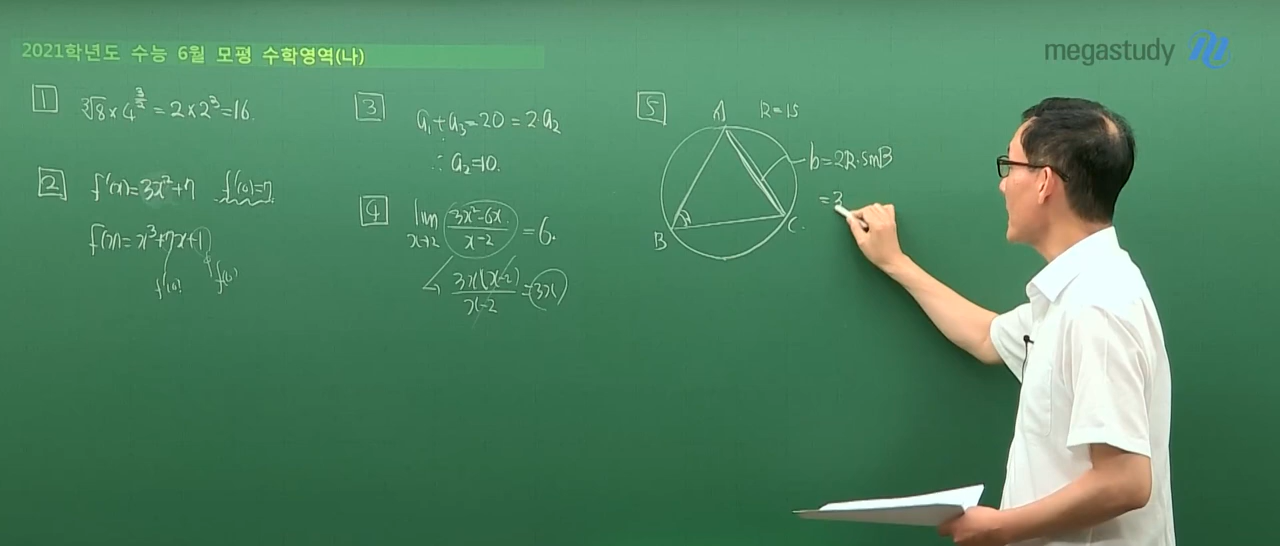 2021학년도 수능 6월 모평 수학영역(나)
megastudy
1
∛8×4^{3/2}=2×2³=16.
2
f'(x)=3x²+7 f'(0)=7
f(x)=x³+7x+1
f'(0) f(0)
3
a₁+a₃=20=2·a₂
∴ a₂=10.
4
lim x→2 (3x²-6x)/(x-2) = 6.
3x(x-2)/(x-2) = 3x
5
A R=15
b=2R·sinB
=3
B C.